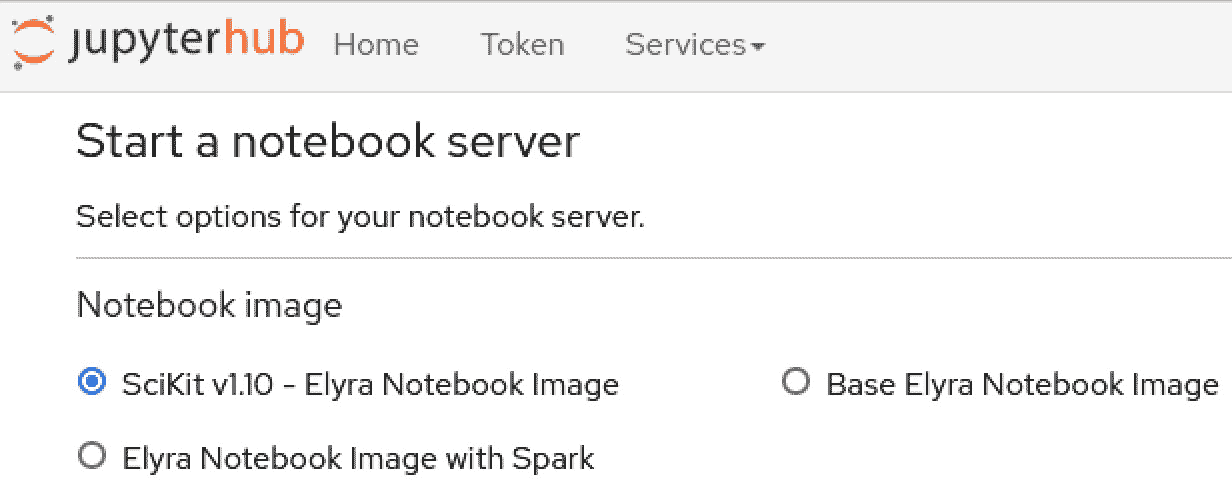 jupyterhub Home Token Services
Start a notebook server
Select options for your notebook server.
Notebook image
SciKit v1.10 - Elyra Notebook Image Base Elyra Notebook Image
Elyra Notebook Image with Spark